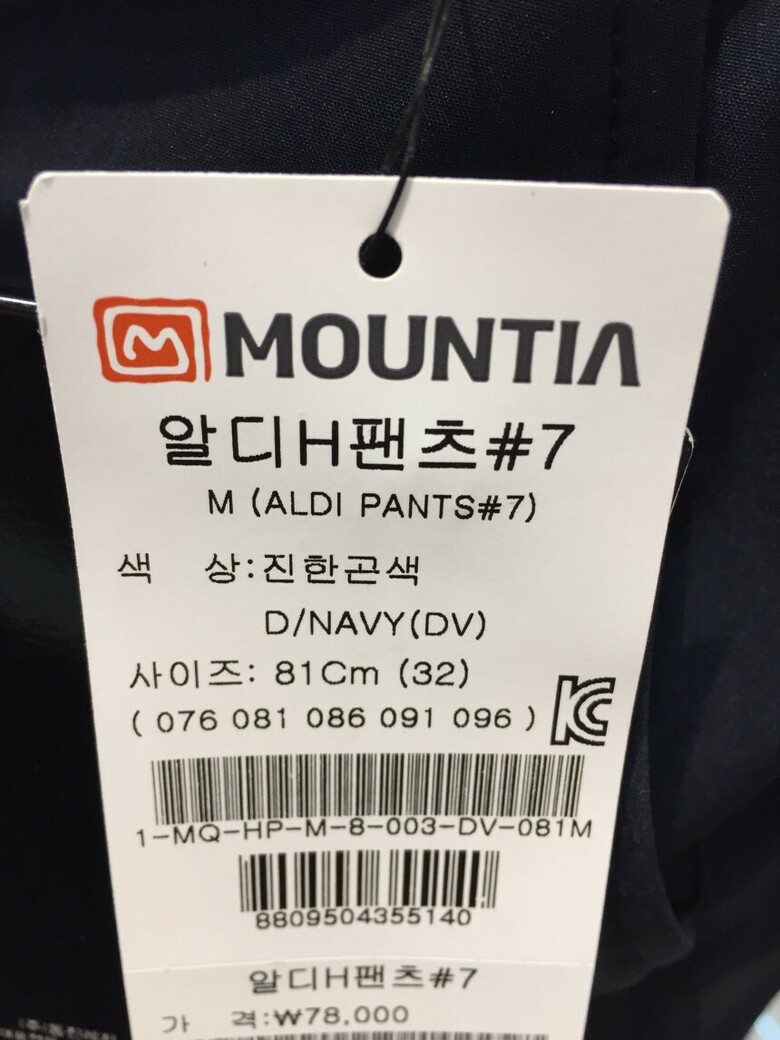 MOUNTIA
알디H팬츠#7
M (ALDI PANTS#7)
색 상:진한곤색
D/NAVY(DV)
사이즈: 81Cm (32)
( 076 081 086 091 096 )
1-MQ-HP-M-8-003-DV-081M
8809504355140
알디H팬츠#7
가 격:₩78,000